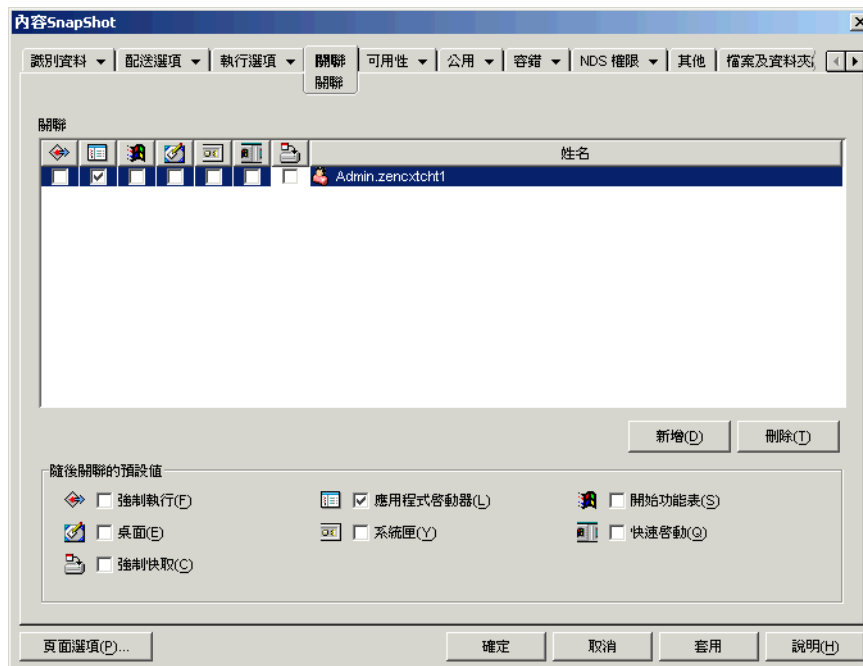 內容SnapShot
識別資料 配送選項 執行選項 關聯 可用性 公用 容錯 NDS 權限 其他 檔案及資料夾
關聯
關聯
姓名
Admin.zencxtcht1
新增(D) 刪除(T)
隨後關聯的預設值
強制執行(F) 應用程式啟動器(L) 開始功能表(S)
桌面(E) 系統匣(Y) 快速啟動(Q)
強制快取(C)
頁面選項(P)... 確定 取消 套用 說明(H)